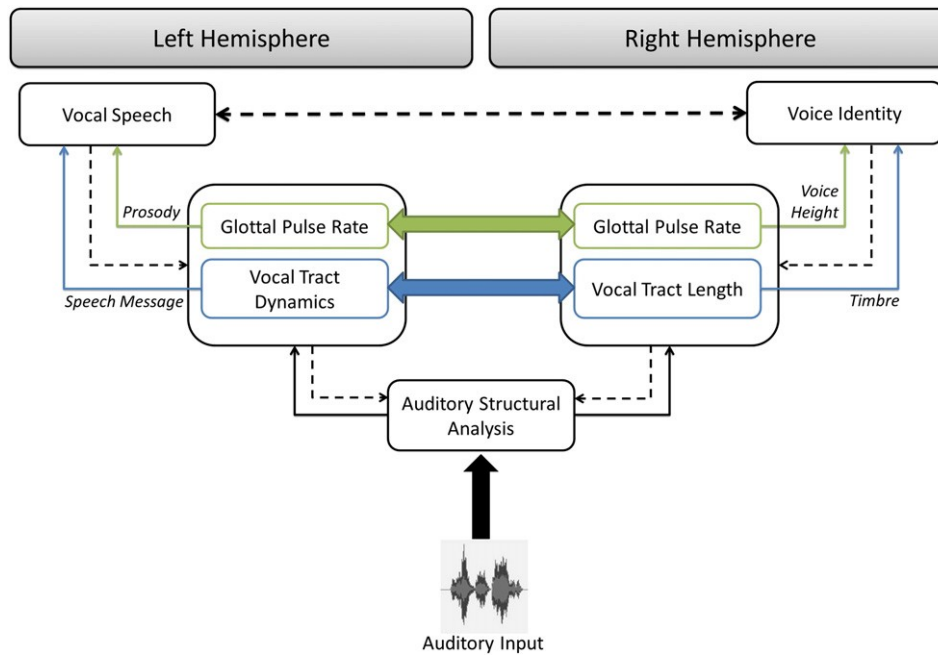 Left Hemisphere
Right Hemisphere
Vocal Speech
Voice Identity
Prosody
Glottal Pulse Rate
Glottal Pulse Rate
Voice
Height
Speech Message
Vocal Tract
Dynamics
Vocal Tract Length
Timbre
Auditory Structural
Analysis
Auditory Input